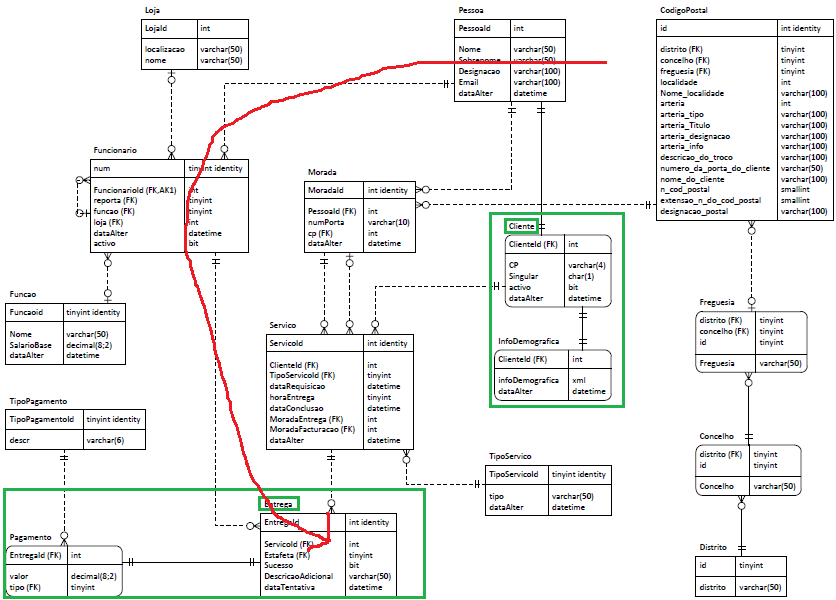 Loja
LojaId int
localizacao varchar(50)
nome varchar(50)
Pessoa
PessoaId int
Nome varchar(50)
Sobrenome varchar(50)
Designacao varchar(100)
Email varchar(100)
dataAlter datetime
CodigoPostal
id int identity
distrito (FK) tinyint
concelho (FK) tinyint
freguesia (FK) tinyint
localidade int
Nome_localidade varchar(100)
arteria int
arteria_tipo varchar(100)
arteria_Titulo varchar(100)
arteria_designacao varchar(100)
arteria_info varchar(100)
descricao_do_troco varchar(100)
numero_da_porta_do_cliente varchar(50)
nome_do_cliente varchar(100)
n_cod_postal smallint
extensao_n_do_cod_postal smallint
designacao_postal varchar(100)
Funcionario
num tinyint identity
FuncionarioId (FK,AK1) int
reporta (FK) tinyint
funcao (FK) tinyint
loja (FK) int
dataAlter datetime
activo bit
Morada
MoradaId int identity
PessoaId (FK) int
numPorta varchar(10)
cp (FK) int
dataAlter datetime
Cliente
ClienteId (FK) int
CP varchar(4)
Singular char(1)
activo bit
dataAlter datetime
InfoDemografica
ClienteId (FK) int
infoDemografica xml
dataAlter datetime
Funcao
Funcaoid tinyint identity
Nome varchar(50)
SalarioBase decimal(8;2)
dataAlter datetime
Servico
ServicoId int identity
ClienteId (FK) int
TipoServicoId (FK) tinyint
dataRequisicao datetime
horaEntrega tinyint
dataConclusao datetime
MoradaEntrega (FK) int
MoradaFacturacao (FK) int
dataAlter datetime
Freguesia
distrito (FK) tinyint
concelho (FK) tinyint
id tinyint
Freguesia varchar(50)
TipoPagamento
TipoPagamentoId tinyint identity
descr varchar(6)
TipoServico
TipoServicoId tinyint identity
tipo varchar(50)
dataAlter datetime
Concelho
distrito (FK) tinyint
id tinyint
Concelho varchar(50)
Pagamento
EntregaId (FK) int
valor decimal(8;2)
tipo (FK) tinyint
Entrega
EntregaId int identity
ServicoId (FK) int
Estafeta (FK) tinyint
Sucesso bit
DescricaoAdicional varchar(50)
dataTentativa datetime
Distrito
id tinyint
distrito varchar(50)